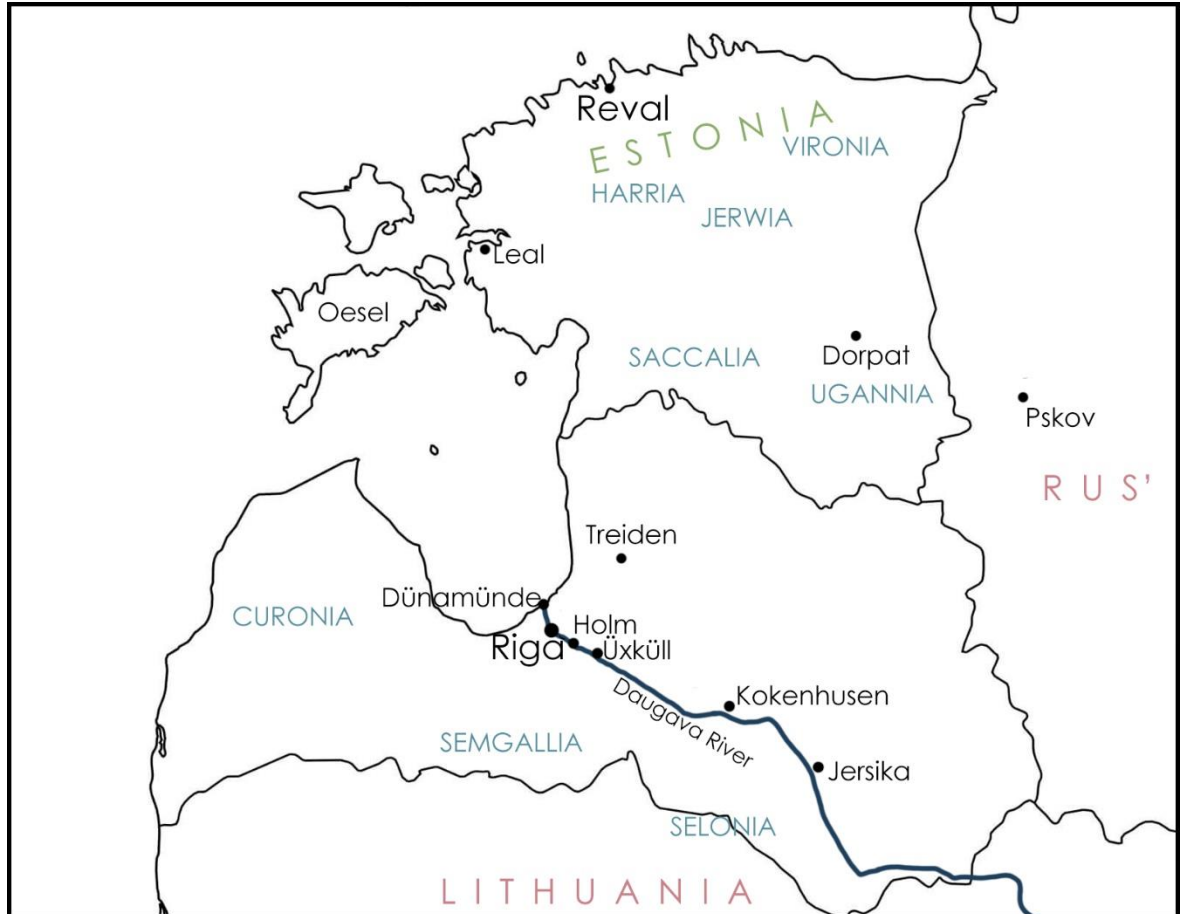 Reval
ESTONIA
VIRONIA
HARRIA
JERWIA
Leal
Oesel
SACCALIA
Dorpat
UGANNIA
Pskov
RUS’
Treiden
Dünamünde
CURONIA
Holm
Riga
Üxküll
Kokenhusen
Daugava River
SEMGALLIA
Jersika
SELONIA
LITHUANIA